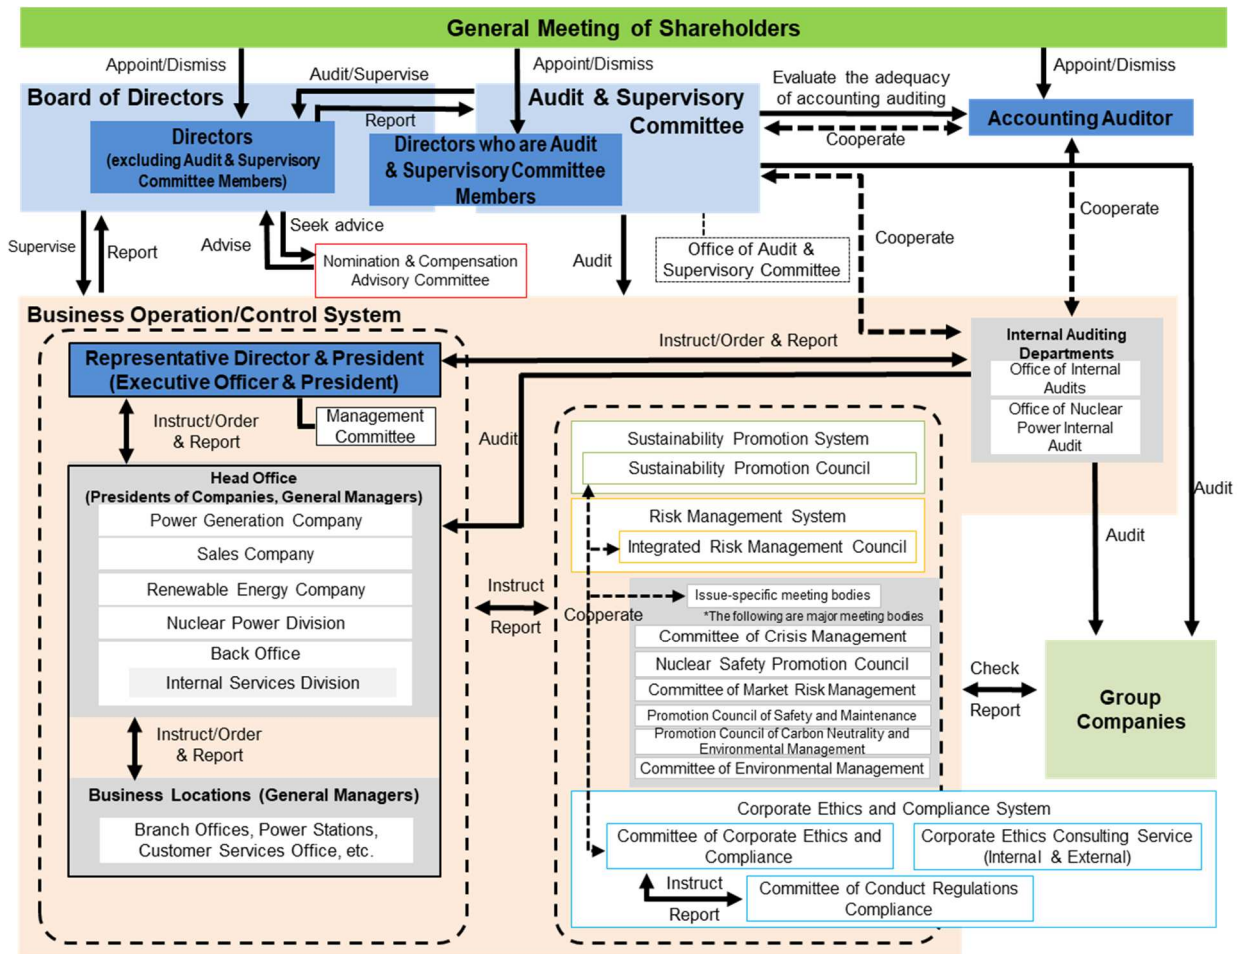 General Meeting of Shareholders
Appoint/Dismiss
Audit/Supervise
Appoint/Dismiss
Evaluate the adequacy
of accounting auditing
Appoint/Dismiss
Board of Directors
Report
Audit & Supervisory
Committee
Cooperate
Accounting Auditor
Directors
(excluding Audit & Supervisory
Committee Members)
Directors who are Audit
& Supervisory Committee
Members
Supervise
Report
Advise
Seek advice
Nomination & Compensation
Advisory Committee
Audit
Office of Audit &
Supervisory Committee
Cooperate
Cooperate
Business Operation/Control System
Representative Director & President
(Executive Officer & President)
Instruct/Order & Report
Internal Auditing
Departments
Office of Internal
Audits
Office of Nuclear
Power Internal
Audit
Instruct/Order
& Report
Management
Committee
Audit
Head Office
(Presidents of Companies, General Managers)
Power Generation Company
Sales Company
Renewable Energy Company
Nuclear Power Division
Back Office
Internal Services Division
Instruct/Order
& Report
Business Locations (General Managers)
Branch Offices, Power Stations,
Customer Services Office, etc.
Instruct
Report
Sustainability Promotion System
Sustainability Promotion Council
Risk Management System
Integrated Risk Management Council
Cooperate
Issue-specific meeting bodies
*The following are major meeting bodies
Committee of Crisis Management
Nuclear Safety Promotion Council
Committee of Market Risk Management
Promotion Council of Safety and Maintenance
Promotion Council of Carbon Neutrality and
Environmental Management
Committee of Environmental Management
Corporate Ethics and Compliance System
Committee of Corporate Ethics and
Compliance
Corporate Ethics Consulting Service
(Internal & External)
Instruct
Report
Committee of Conduct Regulations
Compliance
Audit
Audit
Check
Report
Group
Companies